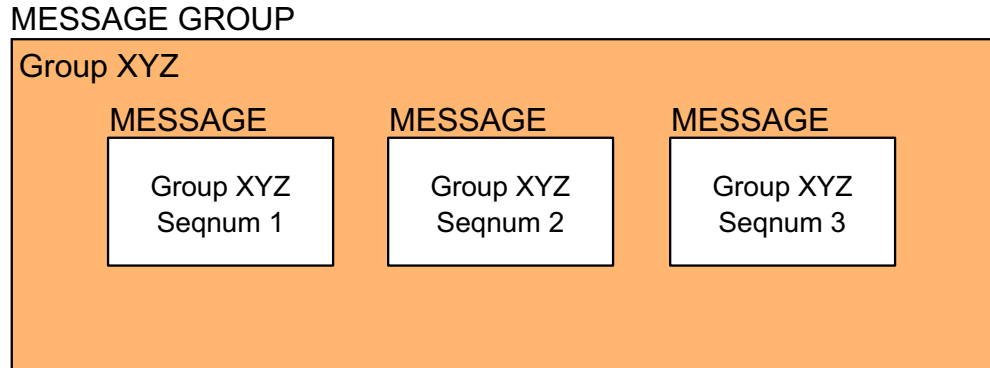 MESSAGE GROUP
Group XYZ
MESSAGE MESSAGE MESSAGE
Group XYZ Group XYZ Group XYZ
Seqnum 1 Seqnum 2 Seqnum 3